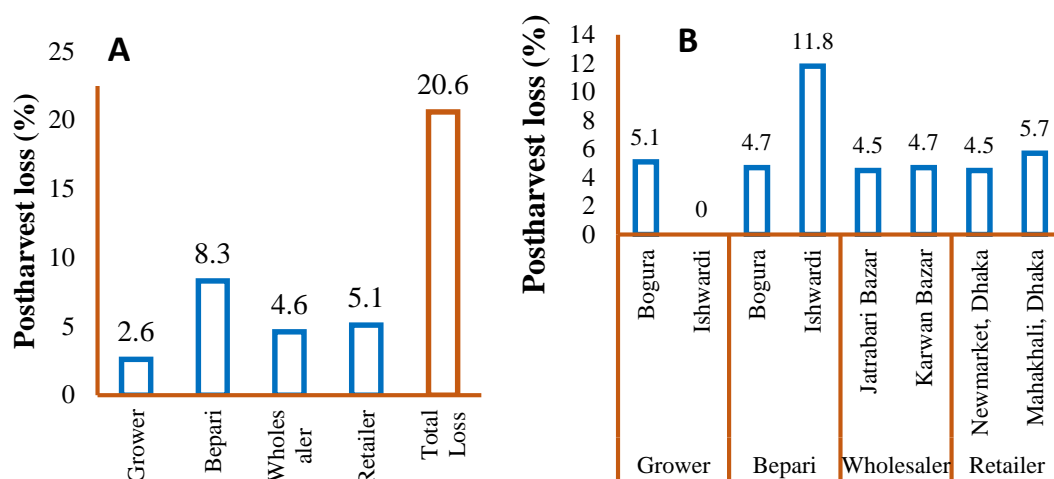 A
Postharvest loss (%)
25
20
15
10
5
0
2.6
8.3
4.6
5.1
20.6
Grower
Bepari
Wholes
aler
Retailer
Total
Loss
B
Postharvest loss (%)
14
12
10
8
6
4
2
0
5.1
0
4.7
11.8
4.5
4.7
4.5
5.7
Bogura
Ishwardi
Bogura
Ishwardi
Jatrabari Bazar
Karwan Bazar
Newmarket, Dhaka
Mahakhali, Dhaka
Grower
Bepari
Wholesaler
Retailer